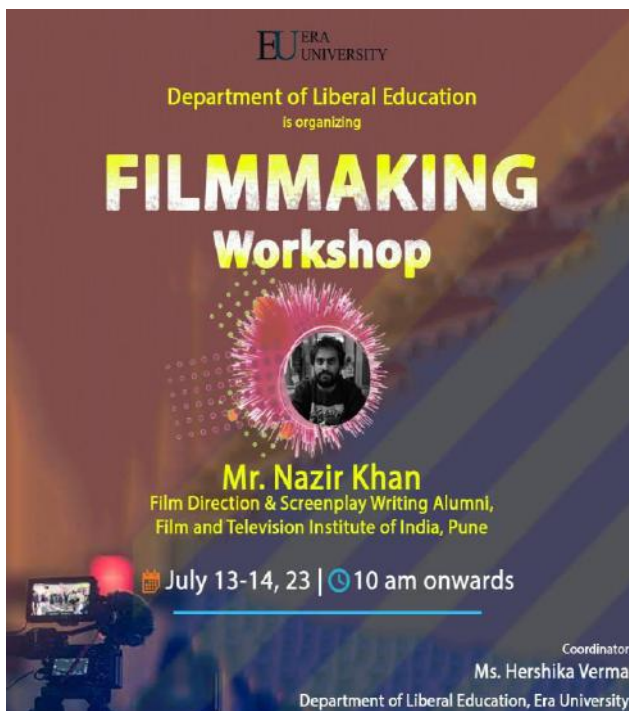 EU ERA
UNIVERSITY
Department of Liberal Education
is organizing
FILMMAKING
Workshop
Mr. Nazir Khan
Film Direction & Screenplay Writing Alumni,
Film and Television Institute of India, Pune
July 13-14, 23 | 10 am onwards
Coordinator
Ms. Hershika Verma
Department of Liberal Education, Era University